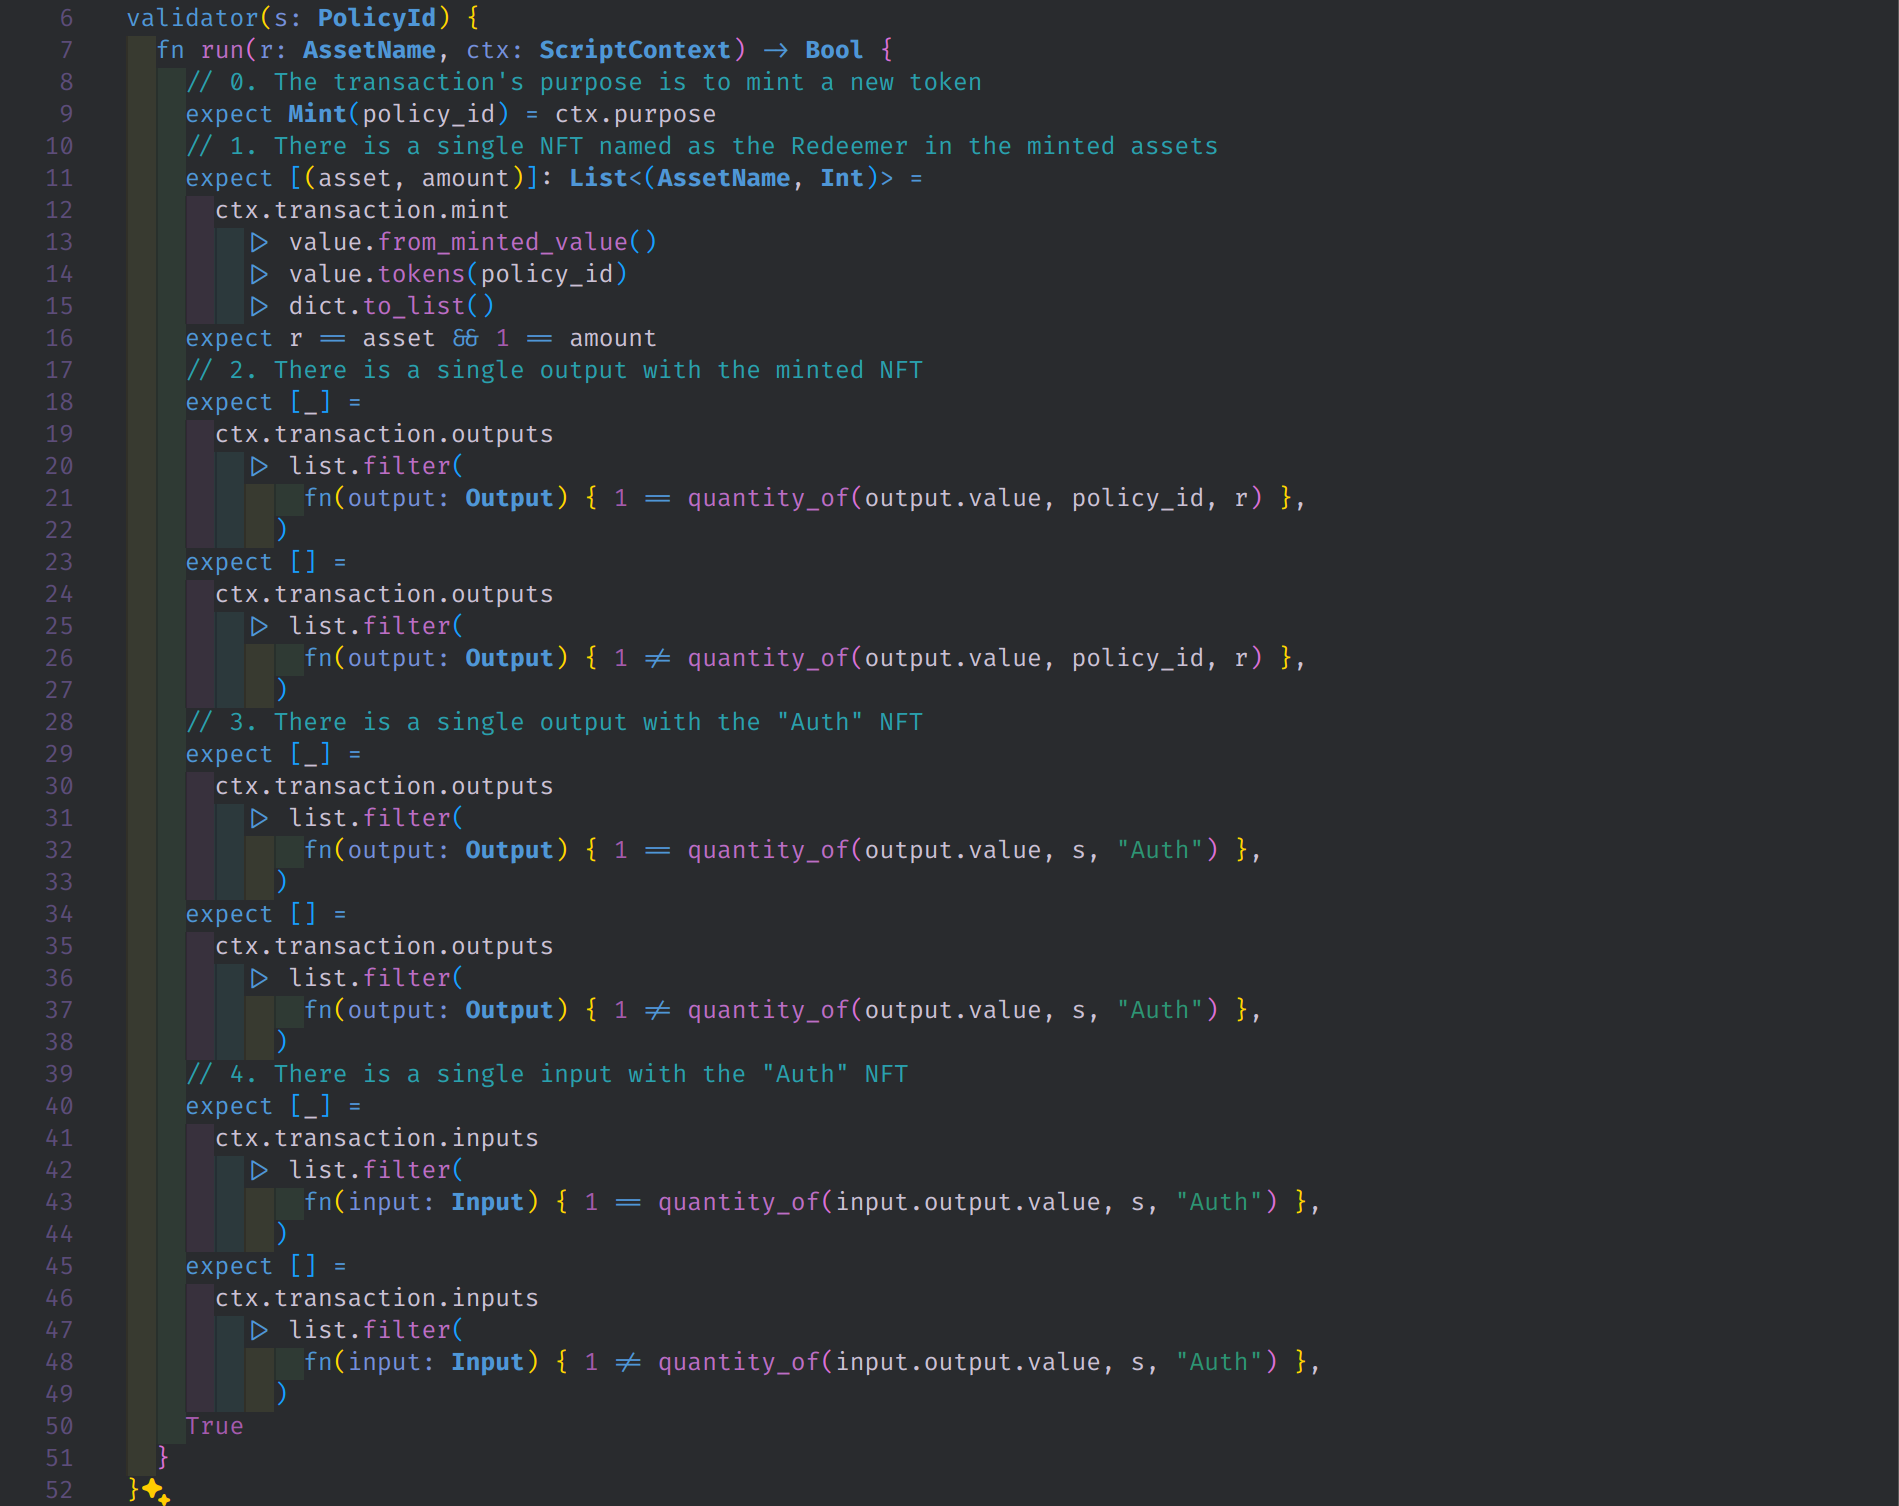 6 validator(s: PolicyId) {
7   fn run(r: AssetName, ctx: ScriptContext) -> Bool {
8     // 0. The transaction's purpose is to mint a new token
9     expect Mint(policy_id) = ctx.purpose
10     // 1. There is a single NFT named as the Redeemer in the minted assets
11     expect [(asset, amount)]: List<(AssetName, Int)> =
12       ctx.transaction.mint
13         |> value.from_minted_value()
14         |> value.tokens(policy_id)
15         |> dict.to_list()
16     expect r == asset && 1 == amount
17     // 2. There is a single output with the minted NFT
18     expect [_] =
19       ctx.transaction.outputs
20         |> list.filter(
21             fn(output: Output) { 1 == quantity_of(output.value, policy_id, r) },
22           )
23     expect [] =
24       ctx.transaction.outputs
25         |> list.filter(
26             fn(output: Output) { 1 != quantity_of(output.value, policy_id, r) },
27           )
28     // 3. There is a single output with the "Auth" NFT
29     expect [_] =
30       ctx.transaction.outputs
31         |> list.filter(
32             fn(output: Output) { 1 == quantity_of(output.value, s, "Auth") },
33           )
34     expect [] =
35       ctx.transaction.outputs
36         |> list.filter(
37             fn(output: Output) { 1 != quantity_of(output.value, s, "Auth") },
38           )
39     // 4. There is a single input with the "Auth" NFT
40     expect [_] =
41       ctx.transaction.inputs
42         |> list.filter(
43             fn(input: Input) { 1 == quantity_of(input.output.value, s, "Auth") },
44           )
45     expect [] =
46       ctx.transaction.inputs
47         |> list.filter(
48             fn(input: Input) { 1 != quantity_of(input.output.value, s, "Auth") },
49           )
50     True
51   }
52 }